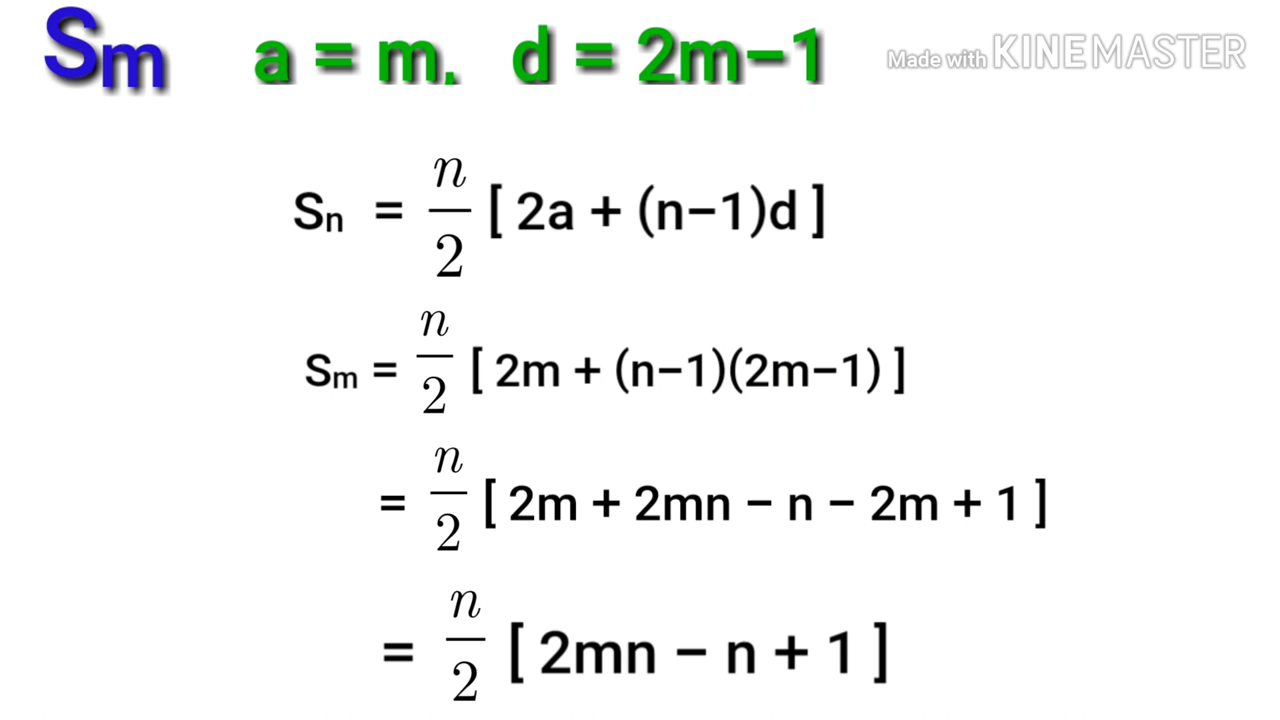 Sm a = m, d = 2m−1 Made with KINEMASTER
Sn = n/2 [ 2a + (n−1)d ]
Sm = n/2 [ 2m + (n−1)(2m−1) ]
= n/2 [ 2m + 2mn − n − 2m + 1 ]
= n/2 [ 2mn − n + 1 ]